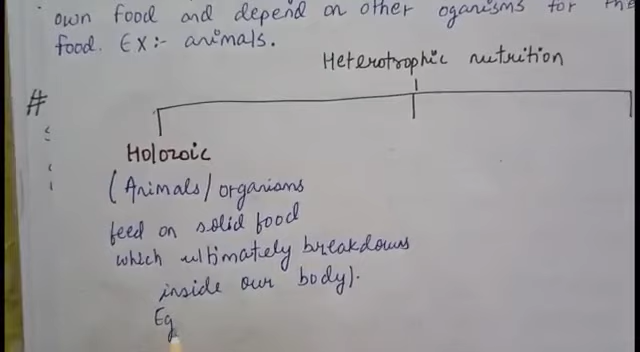 own food and depend on other oganisms for the
food. EX:- animals.
Heterotrophic nutrition
#
Holozoic
(Animals/organisms
feed on solid food
which ultimately breakdowns
inside our body).
Eg